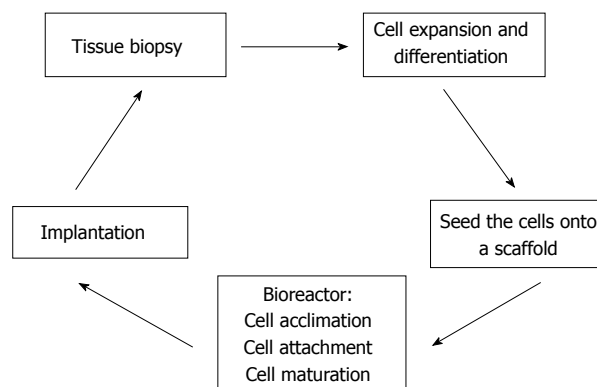 Tissue biopsy
Cell expansion and
differentiation
Seed the cells onto
a scaffold
Bioreactor:
Cell acclimation
Cell attachment
Cell maturation
Implantation